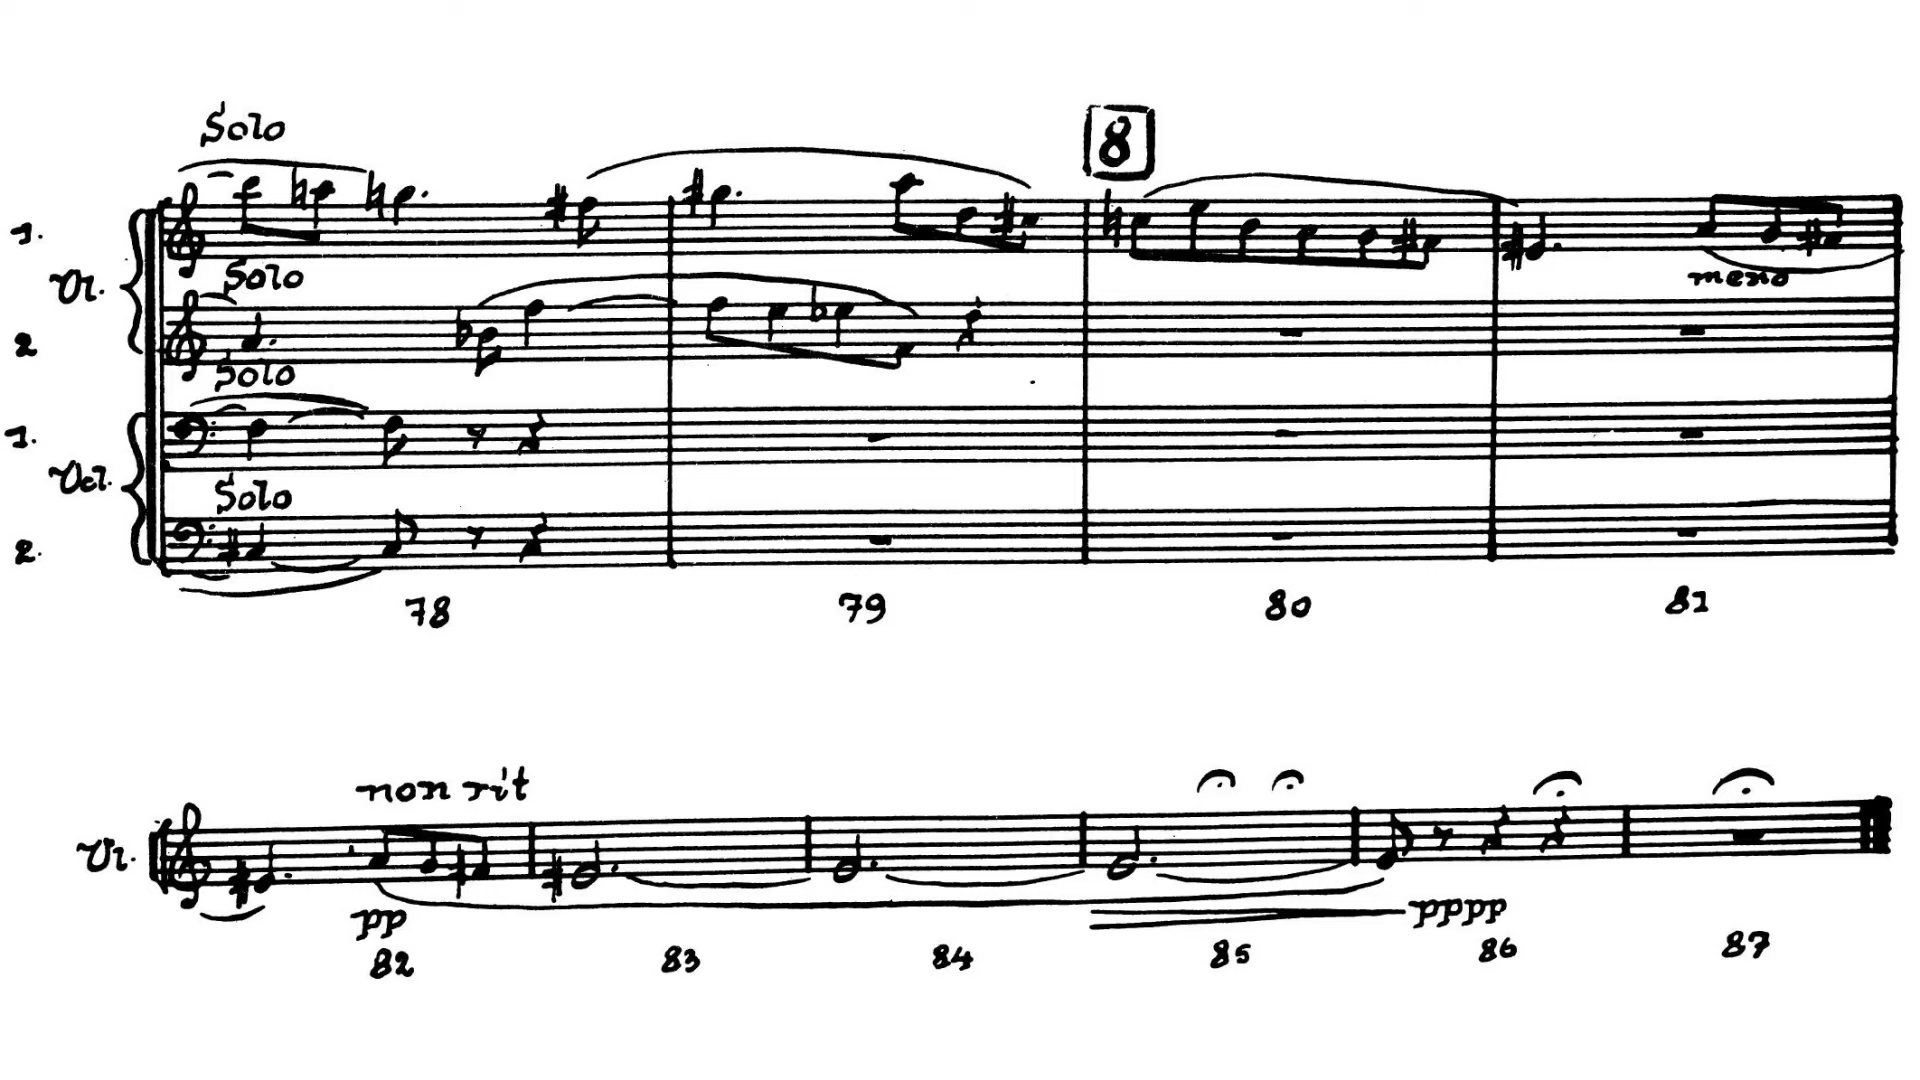 Solo
8
1.
Vl.
Solo
meno
2
Solo
1.
Vcl.
Solo
2.
78 79 80 81
non rit
Vl.
pp pppp
82 83 84 85 86 87